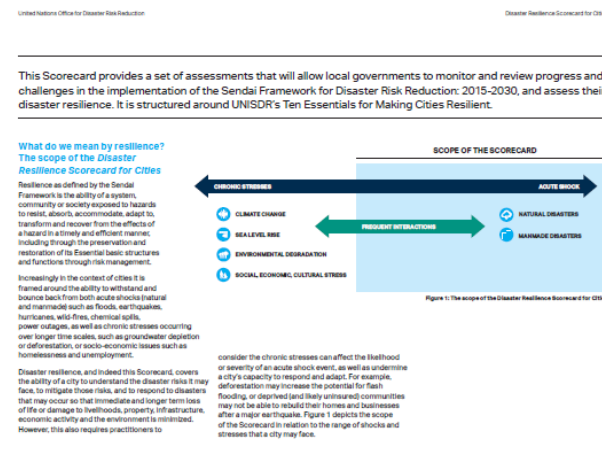 United Nations Office for Disaster Risk Reduction
Disaster Resilience Scorecard for Citi
This Scorecard provides a set of assessments that will allow local governments to monitor and review progress and
challenges in the implementation of the Sendai Framework for Disaster Risk Reduction: 2015-2030, and assess thei
disaster resilience. It is structured around UNISDR's Ten Essentials for Making Cities Resilient.
What do we mean by resilience?
The scope of the Disaster
Resilience Scorecard for Cities
Resilience as defined by the Sendai
Framework is the ability of a system,
community or society exposed to hazards
to resist, absorb, accommodate, adapt to,
transform and recover from the effects of
a hazard in a timely and efficient manner,
including through the preservation and
restoration of its Essential basic structures
and functions through risk management.
Increasingly in the context of cities it is
framed around the ability to withstand and
bounce back from both acute shocks (natural
and manmade) such as floods, earthquakes,
hurricanes, wild-fires, chemical spills,
power outages, as well as chronic stresses occurring
over longer time scales, such as groundwater depletion
or deforestation, or socio-economic issues such as
homelessness and unemployment.
Disaster resilience, and indeed this Scorecard, covers
the ability of a city to understand the disaster risks it may
face, to mitigate those risks, and to respond to disasters
that may occur so that immediate and longer term loss
of life or damage to livelihoods, property, infrastructure,
economic activity and the environment is minimized.
However, this also requires practitioners to
SCOPE OF THE SCORECARD
CHRONIC STRESSES
ACUTE SHOCK
CLIMATE CHANGE
SEA LEVEL RISE
ENVIRONMENTAL DEGRADATION
SOCIAL, ECONOMIC, CULTURAL STRESS
FREQUENT INTERACTIONS
NATURAL DISASTERS
MANMADE DISASTERS
Figure 1: The scope of the Disaster Resilience Scorecard for Citi
consider the chronic stresses can affect the likelihood
or severity of an acute shock event, as well as undermine
a city's capacity to respond and adapt. For example,
deforestation may increase the potential for flash
flooding, or deprived (and likely uninsured) communities
may not be able to rebuild their homes and businesses
after a major earthquake. Figure 1 depicts the scope
of the Scorecard in relation to the range of shocks and
stresses that a city may face.